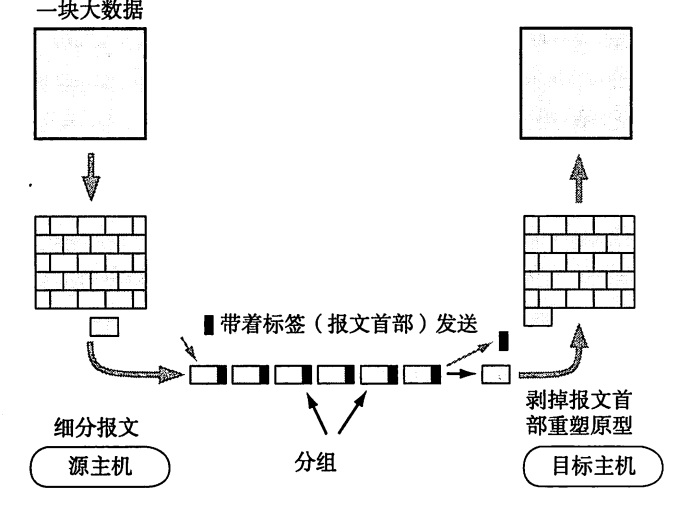 一块大数据
带着标签（报文首部）发送
细分报文
源主机
分组
剥掉报文首
部重塑原型
目标主机